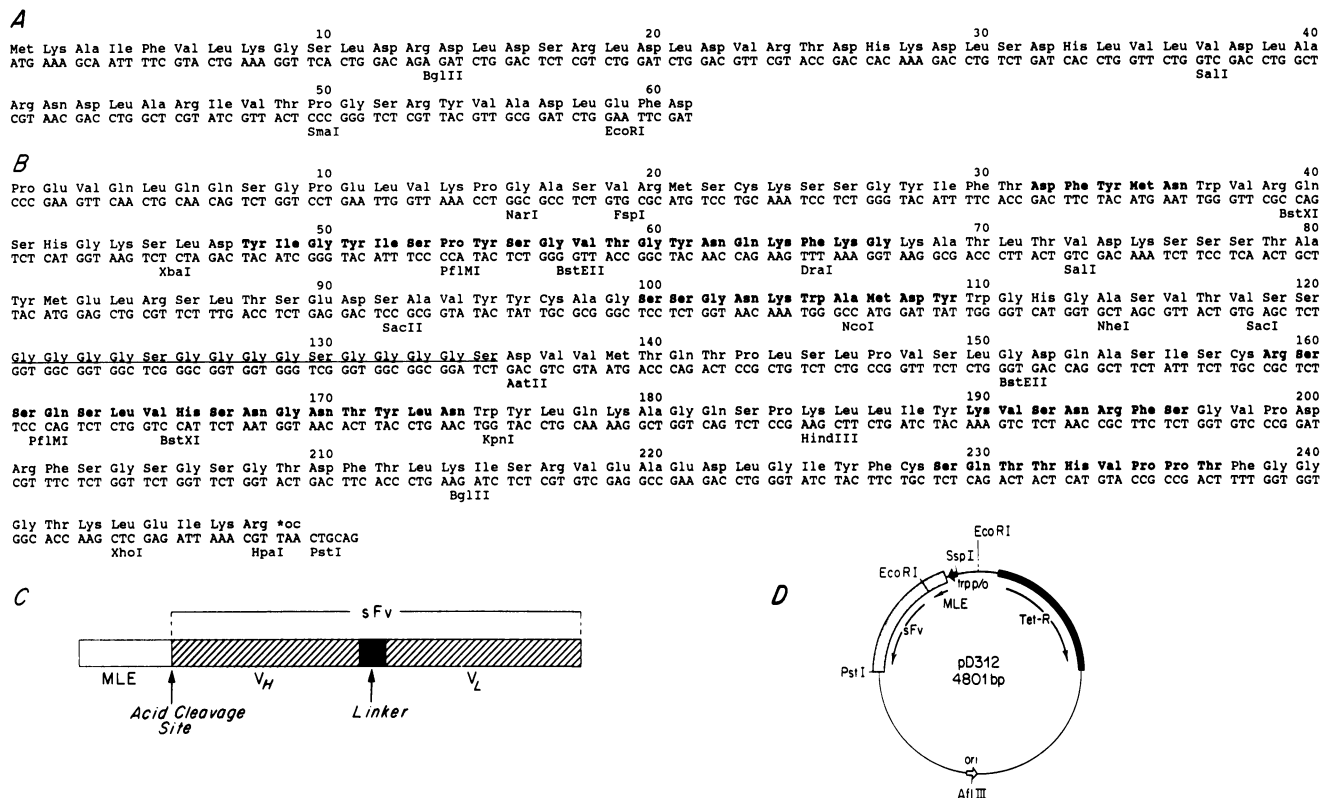 A
10 20 30 40
Met Lys Ala Ile Phe Val Leu Lys Gly Ser Leu Asp Arg Asp Leu Asp Ser Arg Leu Asp Leu Asp Val Arg Thr Asp His Lys Asp Leu Ser Asp His Leu Val Leu Val Asp Leu Ala
ATG AAA GCA ATT TTC GTA CTG AAA GGT TCA CTG GAC AGA GAT CTG GAC TCT CGT CTG GAT CTG GAC GTT CGT ACC GAC CAC AAA GAC CTG TCT GAT CAC CTG GTT CTG GTC GAC CTG GCT
BglII SalI
50 60
Arg Asn Asp Leu Ala Arg Ile Val Thr Pro Gly Ser Arg Tyr Val Ala Asp Leu Glu Phe Asp
CGT AAC GAC CTG GCT CGT ATC GTT ACT CCC GGG TCT CGT TAC GTT GCG GAT CTG GAA TTC GAT
SmaI EcoRI
B
10 20 30 40
Pro Glu Val Gln Leu Gln Gln Ser Gly Pro Glu Leu Val Lys Pro Gly Ala Ser Val Arg Met Ser Cys Lys Ser Ser Gly Tyr Ile Phe Thr Asp Phe Tyr Met Asn Trp Val Arg Gln
CCC GAA GTT CAA CTG CAA CAG TCT GGT CCT GAA TTG GTT AAA CCT GGC GCC TCT GTG CGC ATG TCC TGC AAA TCC TCT GGG TAC ATT TTC ACC GAC TTC TAC ATG AAT TGG GTT CGC CAG
NarI FspI BstXI
50 60 70 80
Ser His Gly Lys Ser Leu Asp Tyr Ile Gly Tyr Ile Ser Pro Tyr Ser Gly Val Thr Gly Tyr Asn Gln Lys Phe Lys Gly Lys Ala Thr Leu Thr Val Asp Lys Ser Ser Ser Thr Ala
TCT CAT GGT AAG TCT CTA GAC TAC ATC GGG TAC ATT TCC CCA TAC TCT GGG GTT ACC GGC TAC AAC CAG AAG TTT AAA GGT AAG GCG ACC CTT ACT GTC GAC AAA TCT TCC TCA ACT GCT
XbaI PflMI BstEII DraI SalI
90 100 110 120
Tyr Met Glu Leu Arg Ser Leu Thr Ser Glu Asp Ser Ala Val Tyr Tyr Cys Ala Gly Ser Ser Gly Asn Lys Trp Ala Met Asp Tyr Trp Gly His Gly Ala Ser Val Thr Val Ser Ser
TAC ATG GAG CTG CGT TCT TTG ACC TCT GAG GAC TCC GCG GTA TAC TAT TGC GCG GGC TCC TCT GGT AAC AAA TGG GCC ATG GAT TAT TGG GGT CAT GGT GCT AGC GTT ACT GTG AGC TCT
SacII NcoI NheI SacI
130 140 150 160
Gly Gly Gly Gly Ser Gly Gly Gly Gly Ser Gly Gly Gly Gly Ser Asp Val Val Met Thr Gln Thr Pro Leu Ser Leu Pro Val Ser Leu Gly Asp Gln Ala Ser Ile Ser Cys Arg Ser
GGT GGC GGT GGC TCG GGC GGT GGT GGG TCG GGT GGC GGC GGA TCT GAC GTC GTA ATG ACC CAG ACT CCG CTG TCT CTG CCG GTT TCT CTG GGT GAC CAG GCT TCT ATT TCT TGC CGC TCT
AatII BstEII
170 180 190 200
Ser Gln Ser Leu Val His Ser Asn Gly Asn Thr Tyr Leu Asn Trp Tyr Leu Gln Lys Ala Gly Gln Ser Pro Lys Leu Leu Ile Tyr Lys Val Ser Asn Arg Phe Ser Gly Val Pro Asp
TCC CAG TCT CTG GTC CAT TCT AAT GGT AAC ACT TAC CTG AAC TGG TAC CTG CAA AAG GCT GGT CAG TCT CCG AAG CTT CTG ATC TAC AAA GTC TCT AAC CGC TTC TCT GGT GTC CCG GAT
PflMI BstXI KpnI HindIII
210 220 230 240
Arg Phe Ser Gly Ser Gly Ser Gly Thr Asp Phe Thr Leu Lys Ile Ser Arg Val Glu Ala Glu Asp Leu Gly Ile Tyr Phe Cys Ser Gln Thr Thr His Val Pro Pro Thr Phe Gly Gly
CGT TTC TCT GGT TCT GGT TCT GGT ACT GAC TTC ACC CTG AAG ATC TCT CGT GTC GAG GCC GAA GAC CTG GGT ATC TAC TTC TGC TCT CAG ACT ACT CAT GTA CCG CCG ACT TTT GGT GGT
BglII
Gly Thr Lys Leu Glu Ile Lys Arg *oc
GGC ACC AAG CTC GAG ATT AAA CGT TAA CTGCAG
XhoI HpaI PstI
C
sFv
MLE VH VL
Acid Cleavage Site
Linker
D
EcoRI
SspI
EcoRI
trp p/o
MLE
Tet-R
sFv
PstI
pD312
4801bp
ori
AflIII